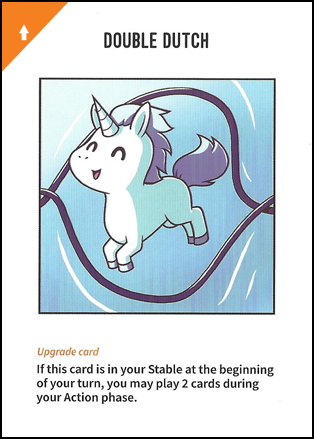 DOUBLE DUTCH
Upgrade card
If this card is in your Stable at the beginning
of your turn, you may play 2 cards during
your Action phase.